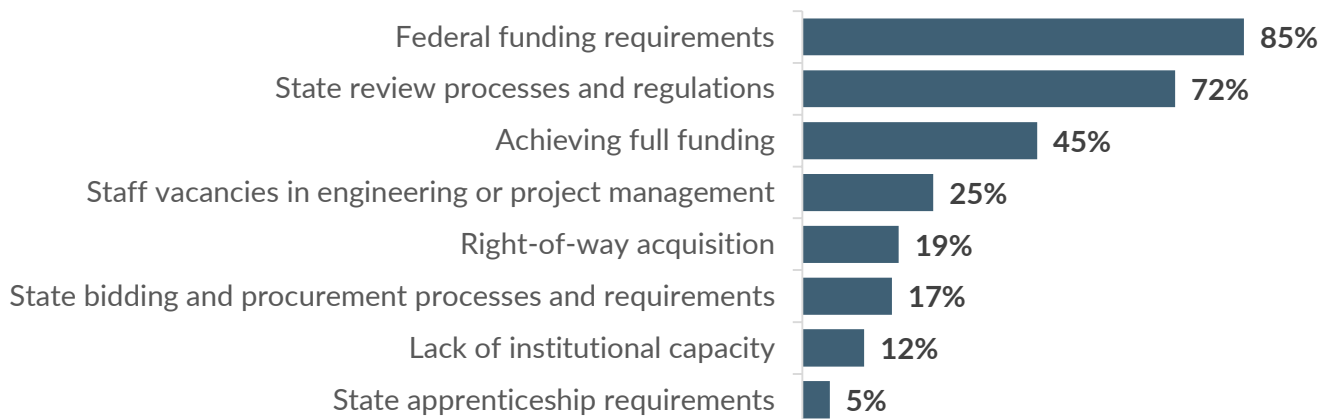 Federal funding requirements 85%
State review processes and regulations 72%
Achieving full funding 45%
Staff vacancies in engineering or project management 25%
Right-of-way acquisition 19%
State bidding and procurement processes and requirements 17%
Lack of institutional capacity 12%
State apprenticeship requirements 5%